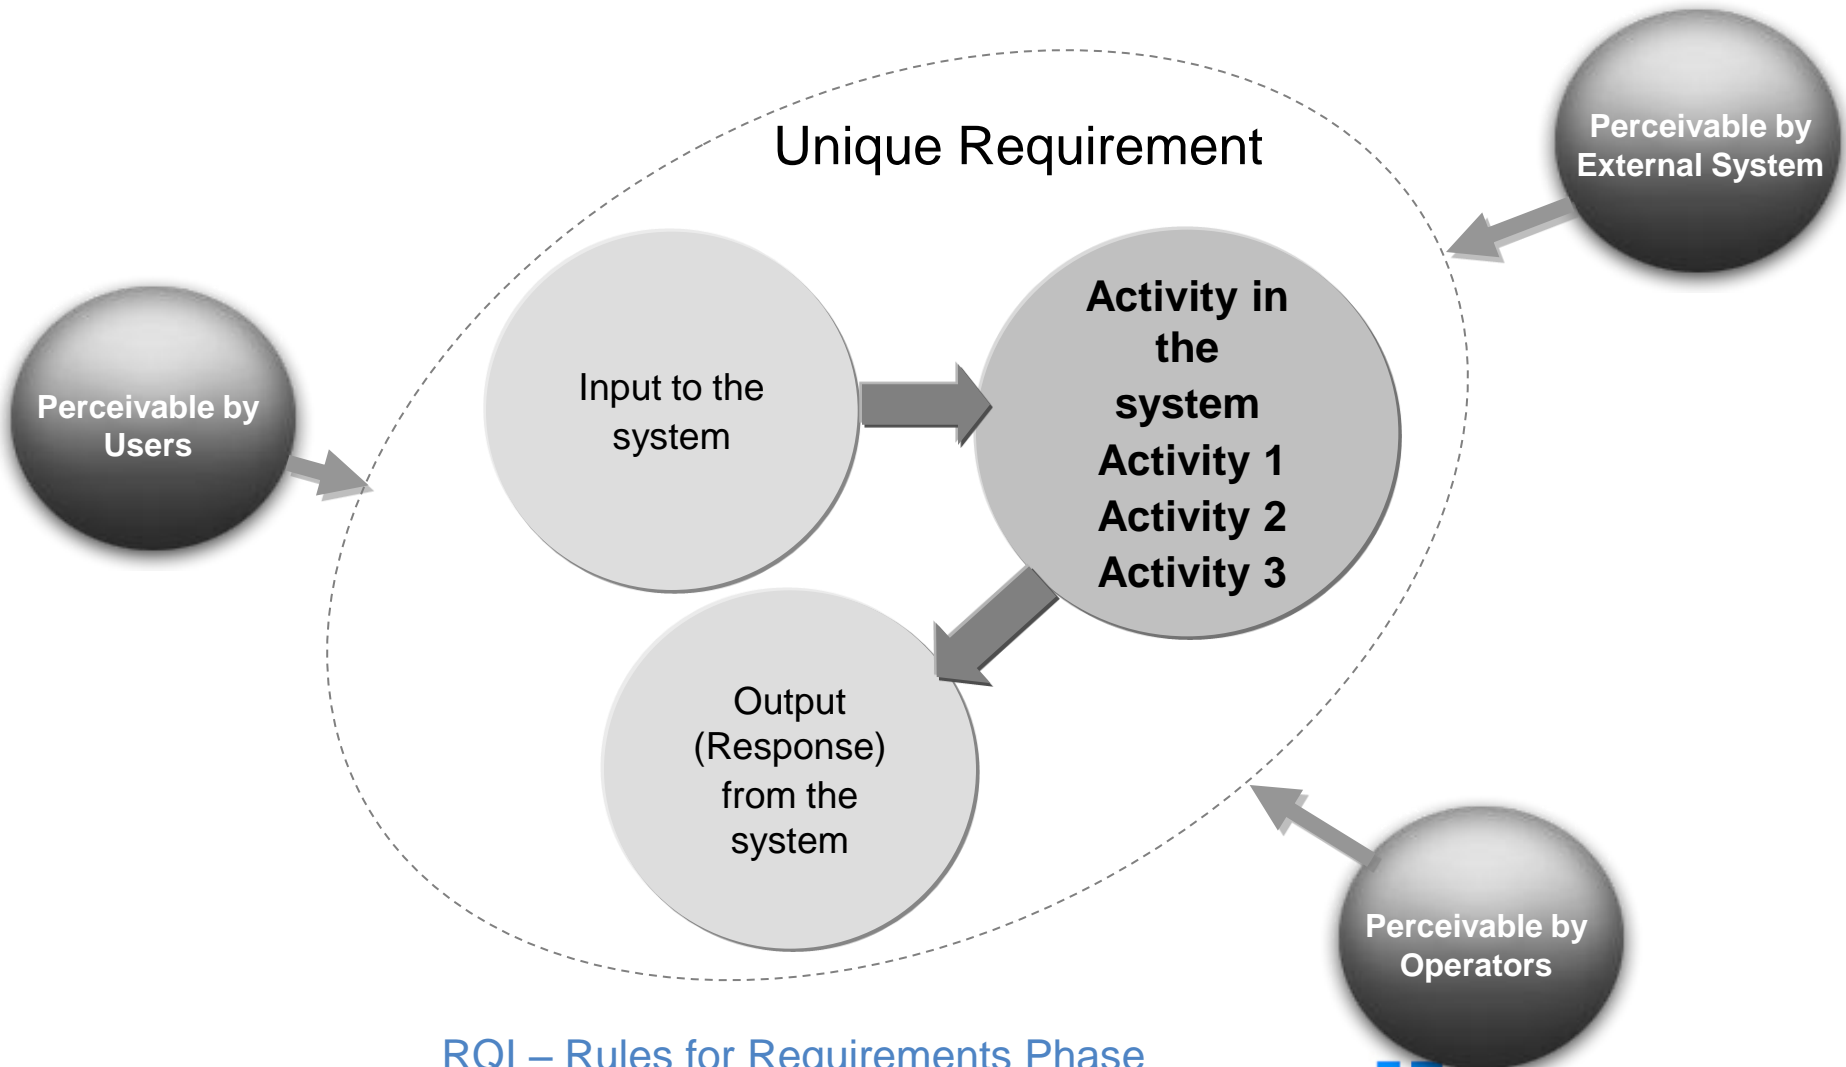 Unique Requirement
Perceivable by
External System
Perceivable by
Users
Input to the
system
Activity in
the
system
Activity 1
Activity 2
Activity 3
Output
(Response)
from the
system
Perceivable by
Operators
RQI – Rules for Requirements Phase